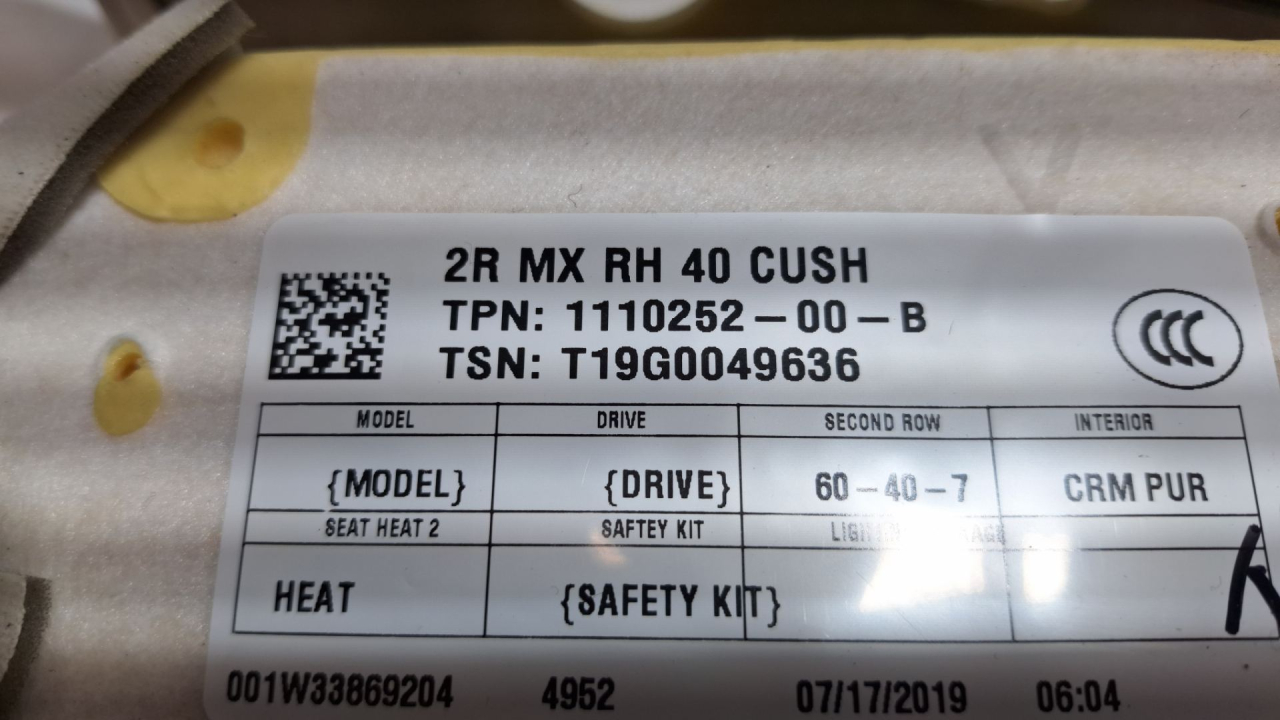 2R MX RH 40 CUSH
TPN: 1110252-00-B
TSN: T19G0049636
CCC
MODEL DRIVE SECOND ROW INTERIOR
{MODEL} {DRIVE} 60-40-7 CRM PUR
SEAT HEAT 2 SAFTEY KIT
HEAT {SAFETY KIT}
001W33869204 4952 07/17/2019 06:04